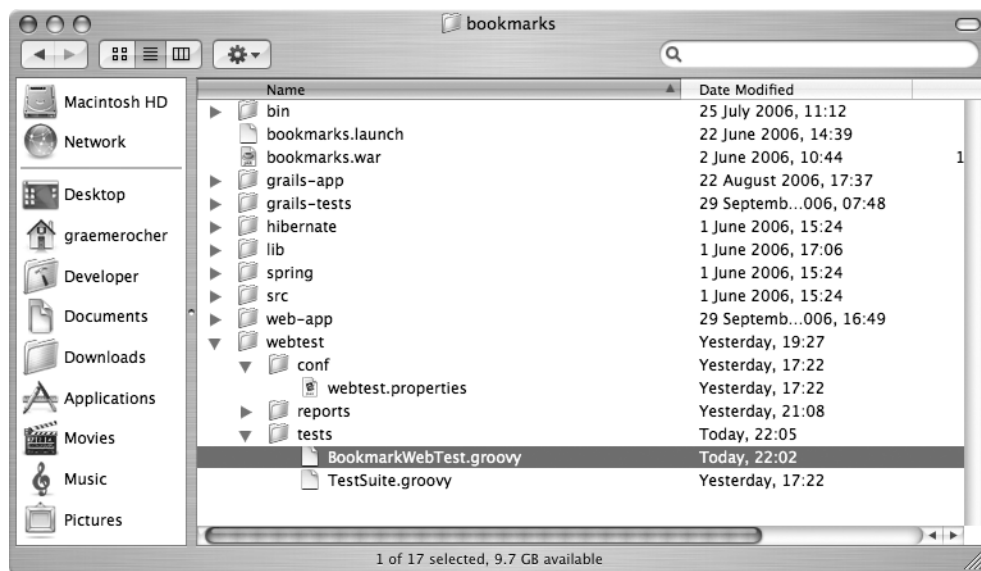 bookmarks
Name Date Modified
Macintosh HD
Network
Desktop
graemerocher
Developer
Documents
Downloads
Applications
Movies
Music
Pictures
bin 25 July 2006, 11:12
bookmarks.launch 22 June 2006, 14:39
bookmarks.war 2 June 2006, 10:44 1
grails-app 22 August 2006, 17:37
grails-tests 29 Septemb...006, 07:48
hibernate 1 June 2006, 15:24
lib 1 June 2006, 17:06
spring 1 June 2006, 15:24
src 1 June 2006, 15:24
web-app 29 Septemb...006, 16:49
webtest Yesterday, 19:27
conf Yesterday, 17:22
webtest.properties Yesterday, 17:22
reports Yesterday, 21:08
tests Today, 22:05
BookmarkWebTest.groovy Today, 22:02
TestSuite.groovy Yesterday, 17:22
1 of 17 selected, 9.7 GB available